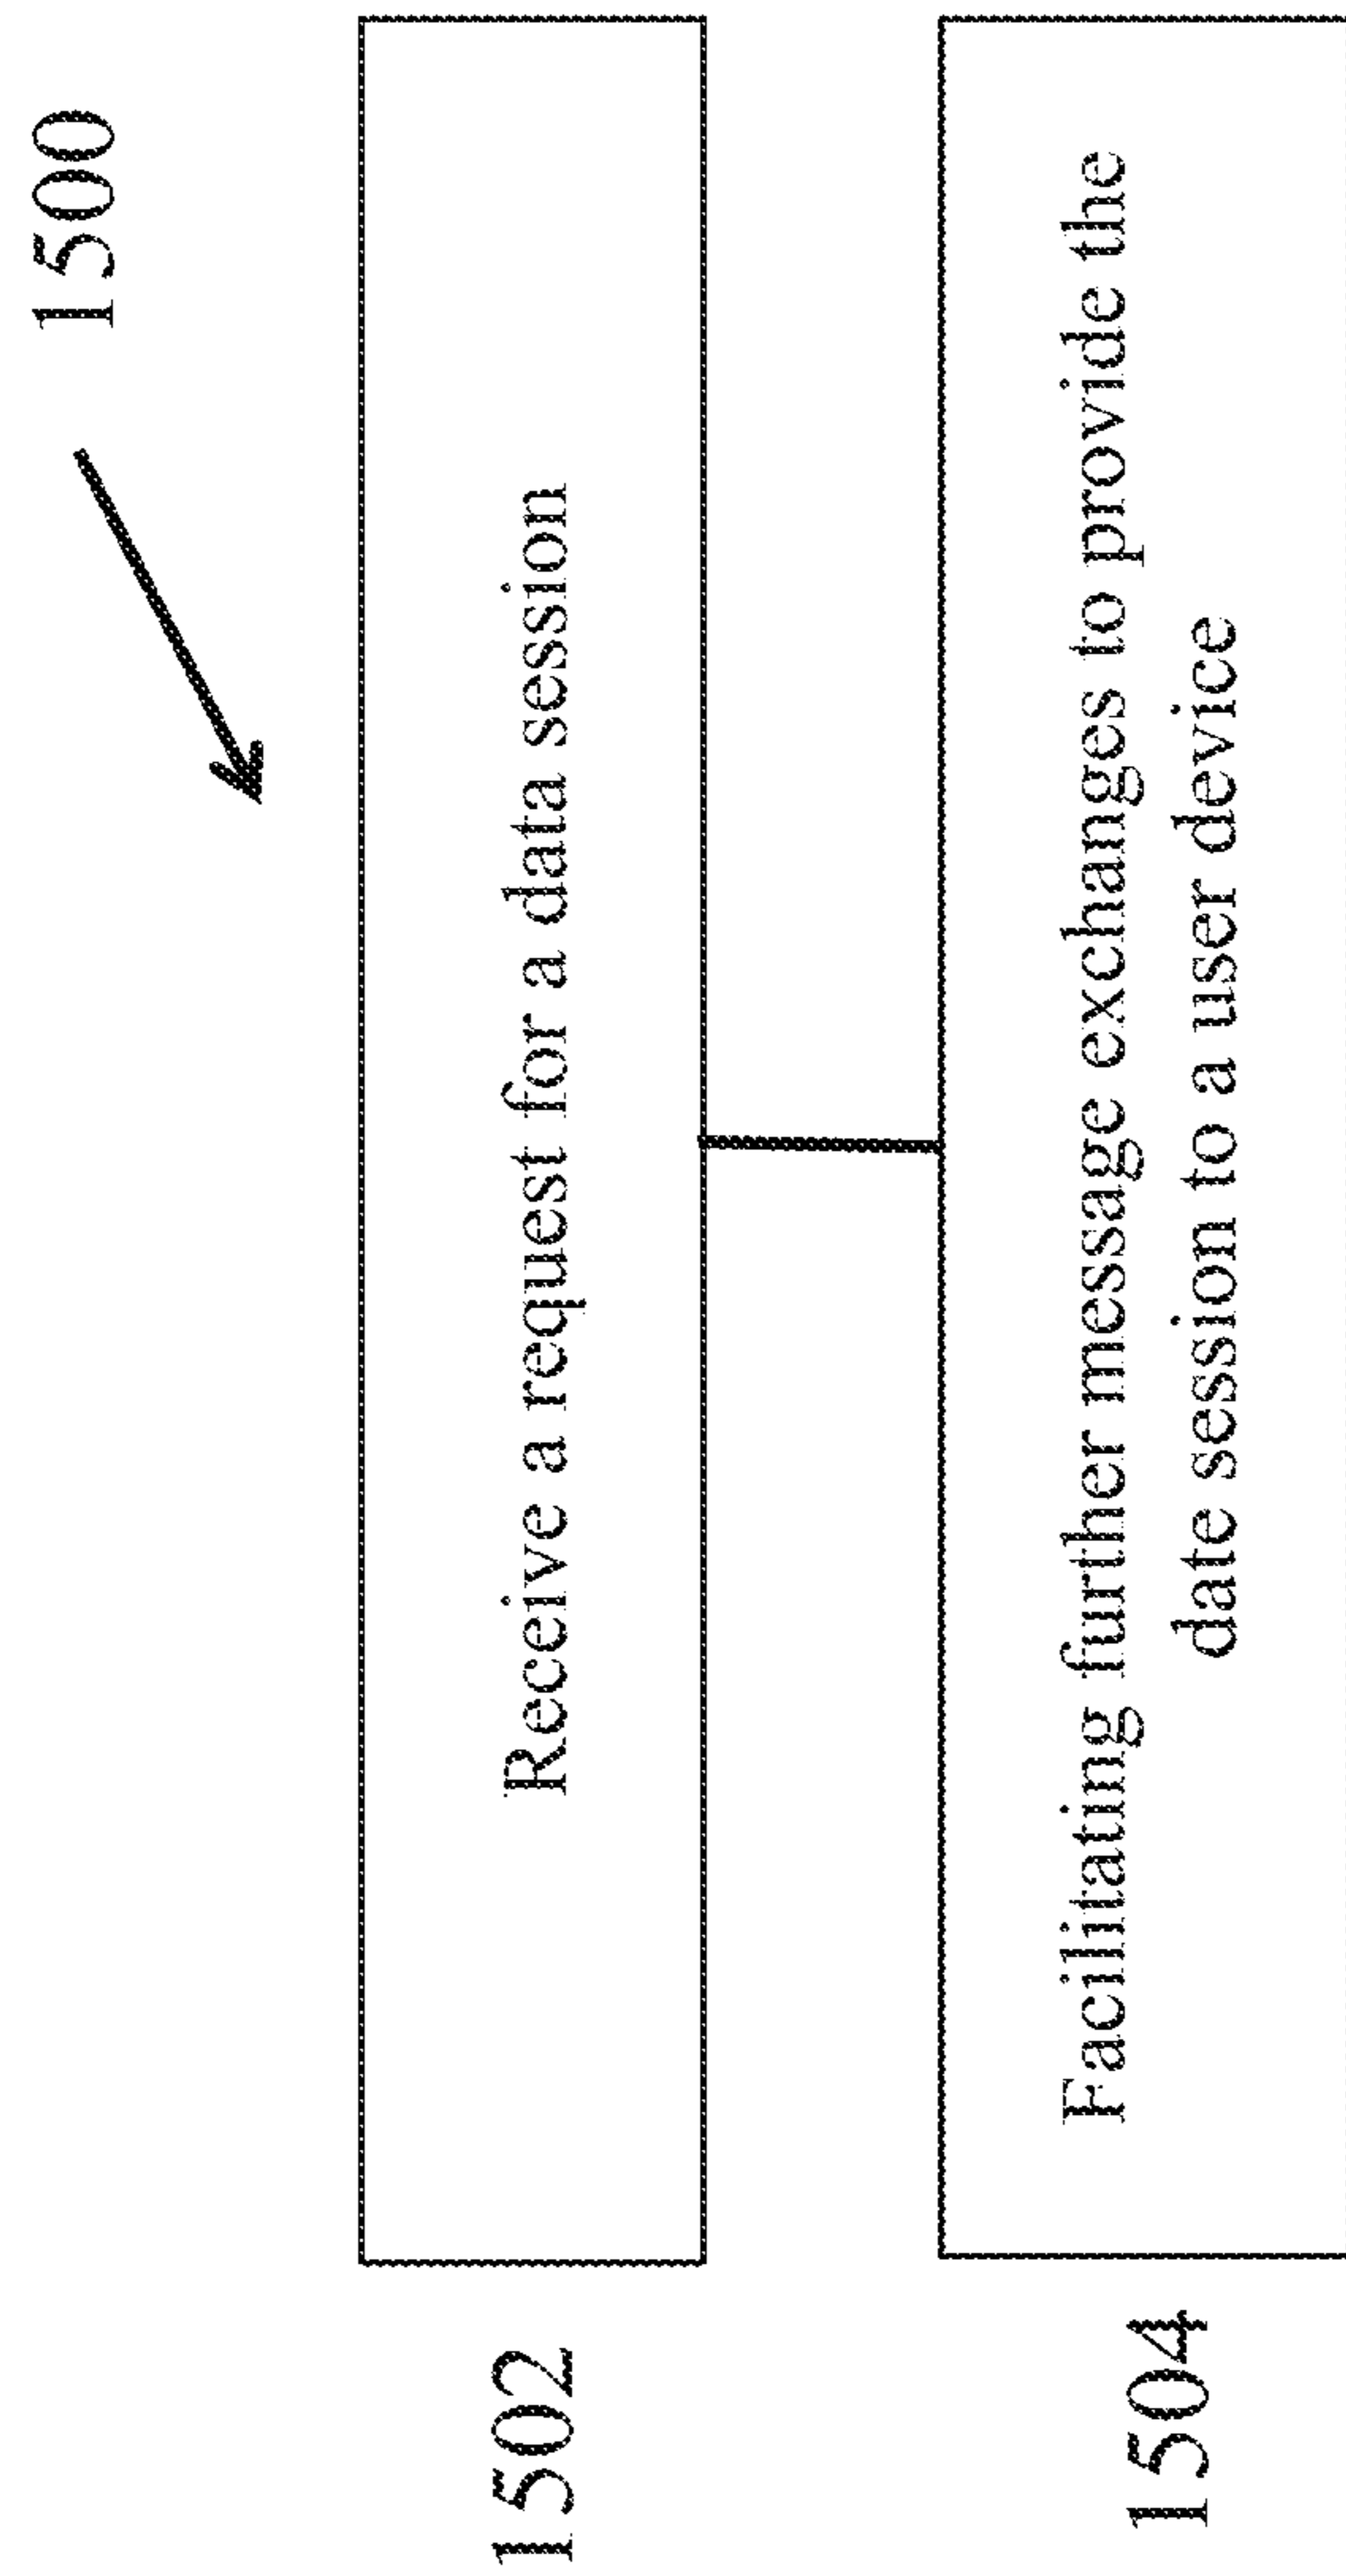 1500
1502
Receive a request for a data session
1504
Facilitating further message exchanges to provide the
date session to a user device